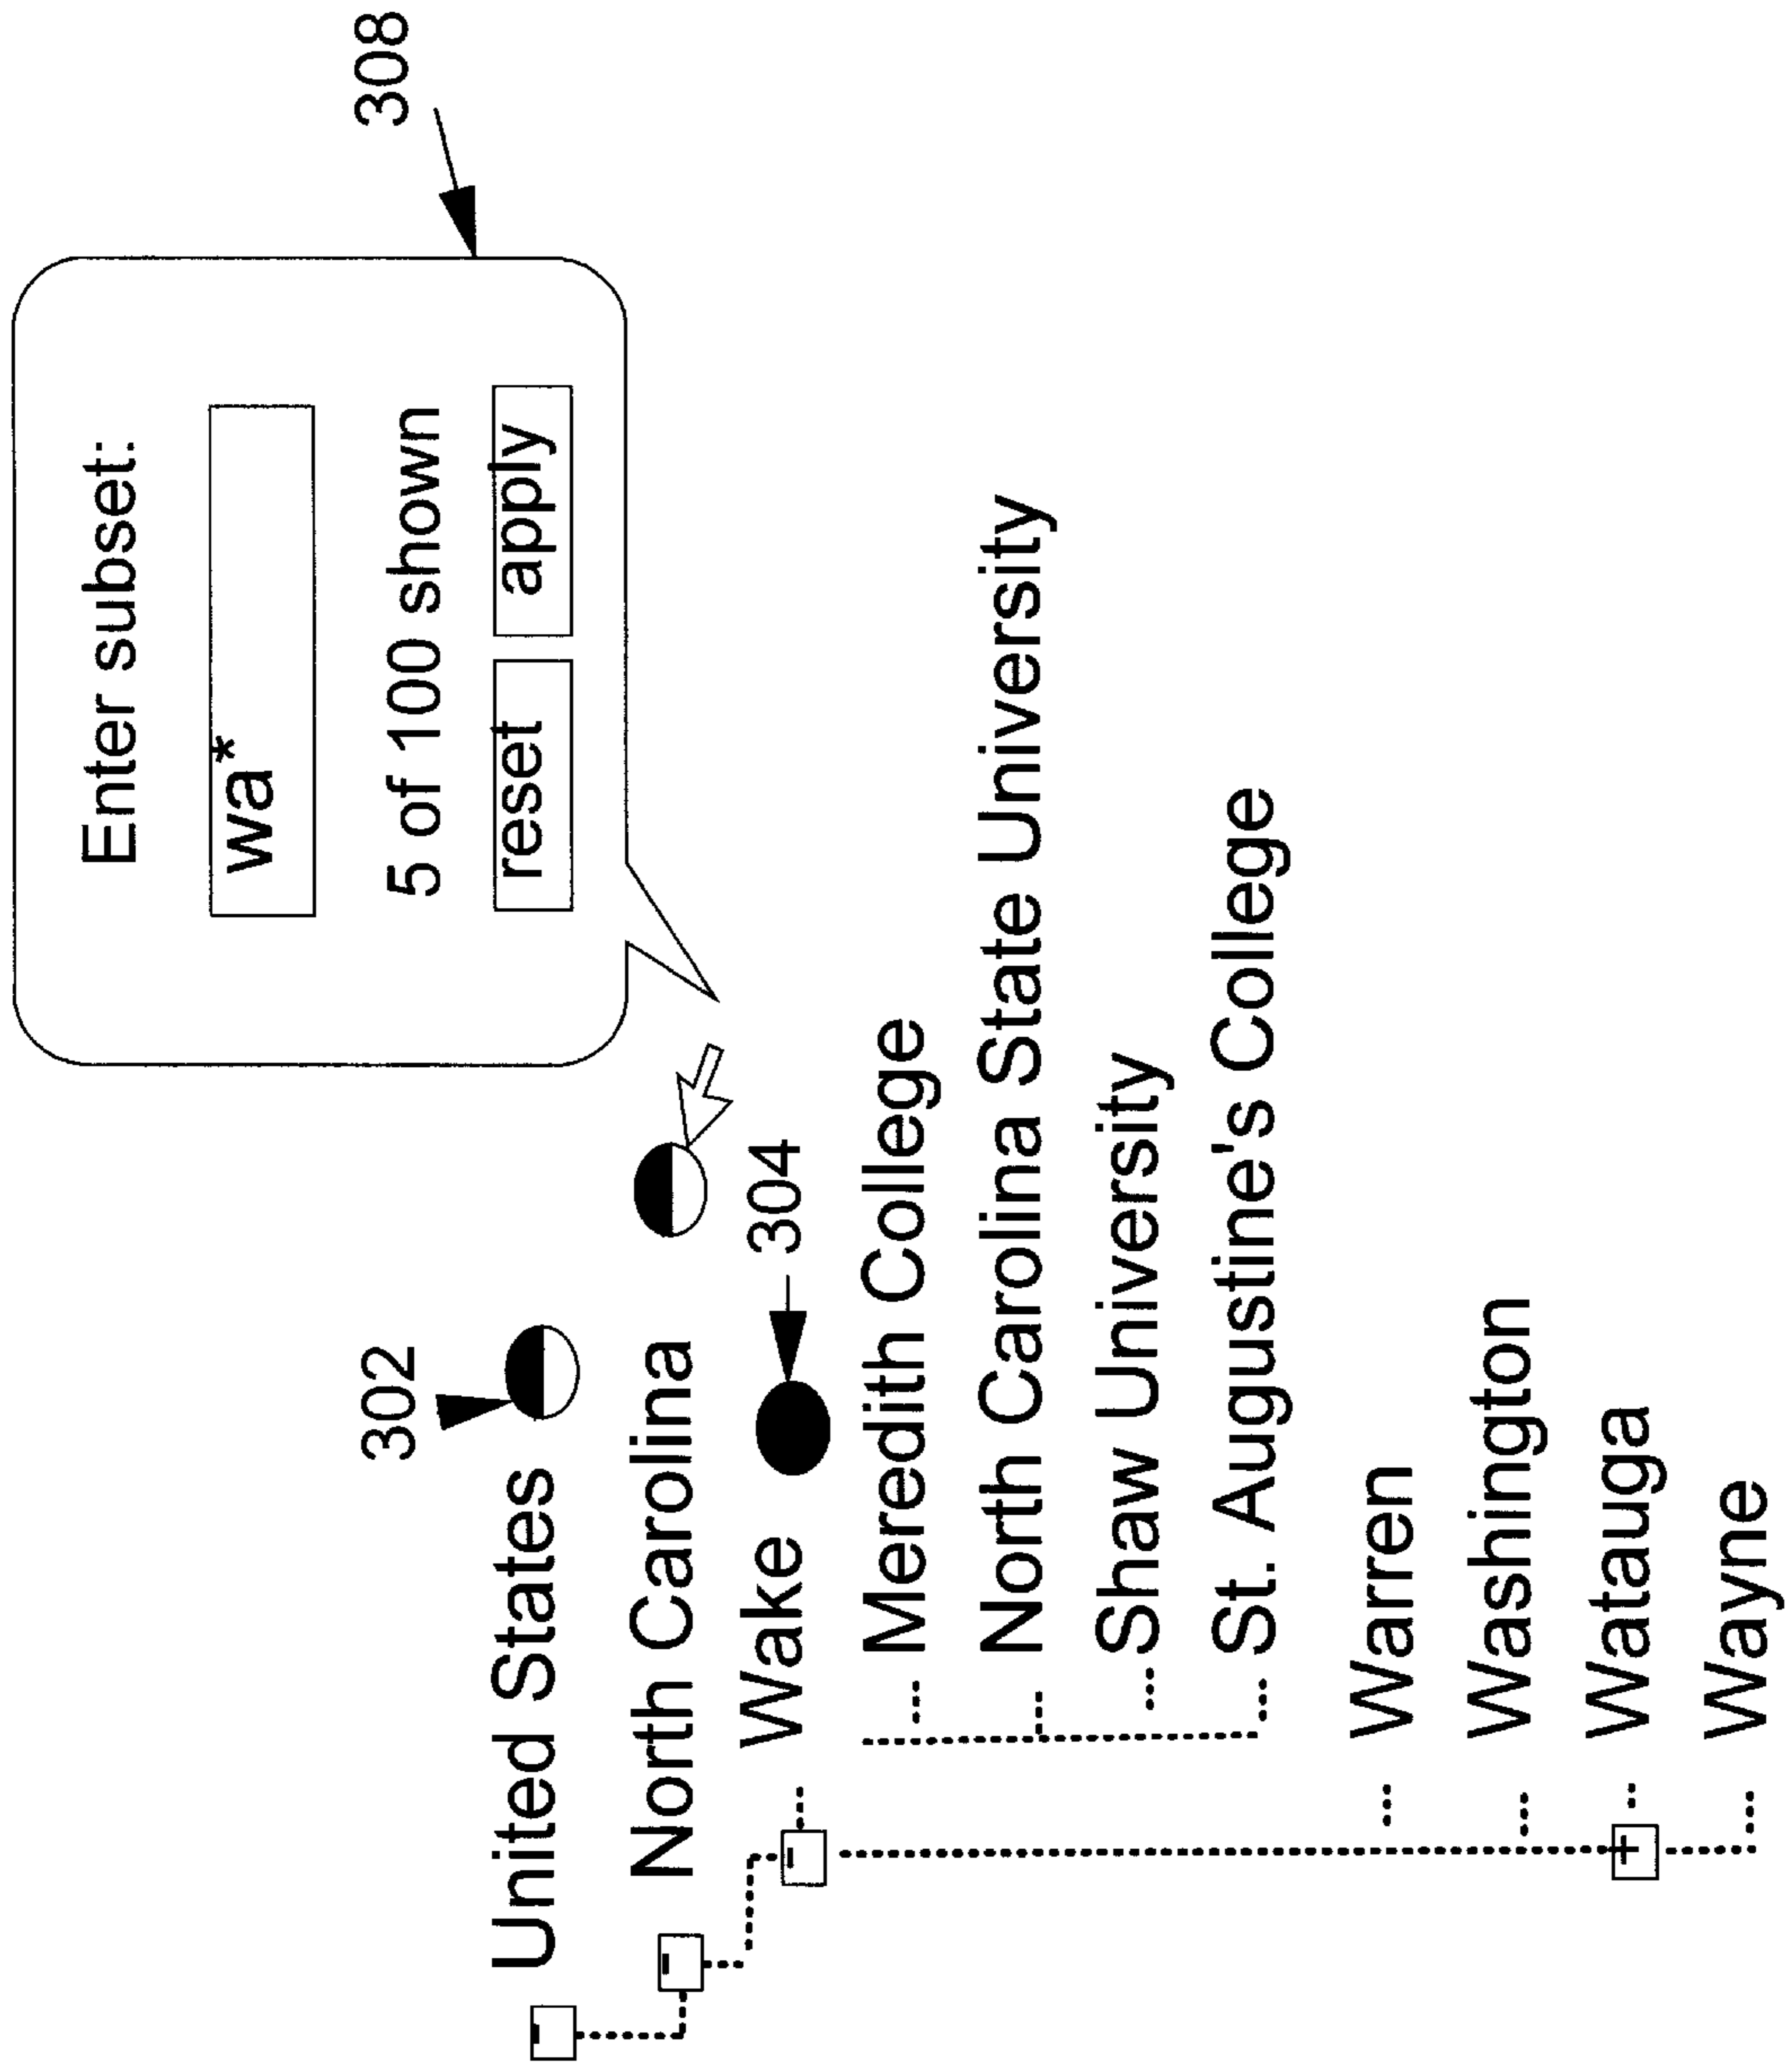 308
Enter subset:
wa*
5 of 100 shown
reset apply
302
United States
North Carolina
Wake
304
Meredith College
North Carolina State University
Shaw University
St. Augustine's College
Warren
Washington
Watauga
Wayne